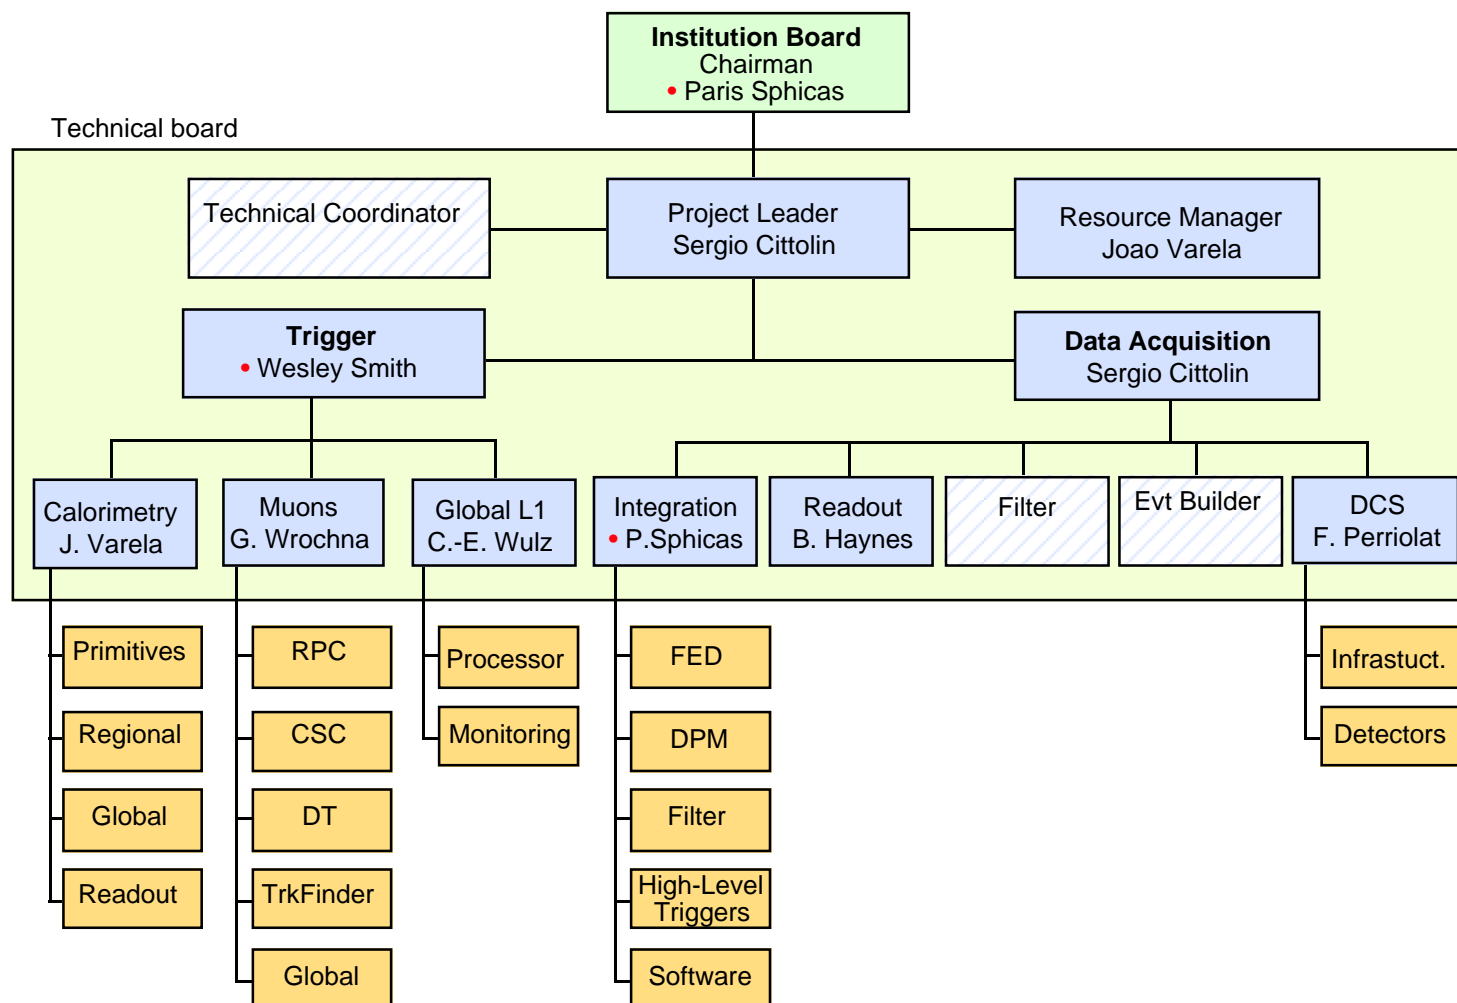 Institution Board
Chairman
• Paris Sphicas
Technical board
Technical Coordinator
Project Leader
Sergio Cittolin
Resource Manager
Joao Varela
Trigger
• Wesley Smith
Data Acquisition
Sergio Cittolin
Calorimetry
J. Varela
Muons
G. Wrochna
Global L1
C.-E. Wulz
Integration
• P.Sphicas
Readout
B. Haynes
Filter
Evt Builder
DCS
F. Perriolat
Primitives
Regional
Global
Readout
RPC
CSC
DT
TrkFinder
Global
Processor
Monitoring
FED
DPM
Filter
High-Level
Triggers
Software
Infrastuct.
Detectors